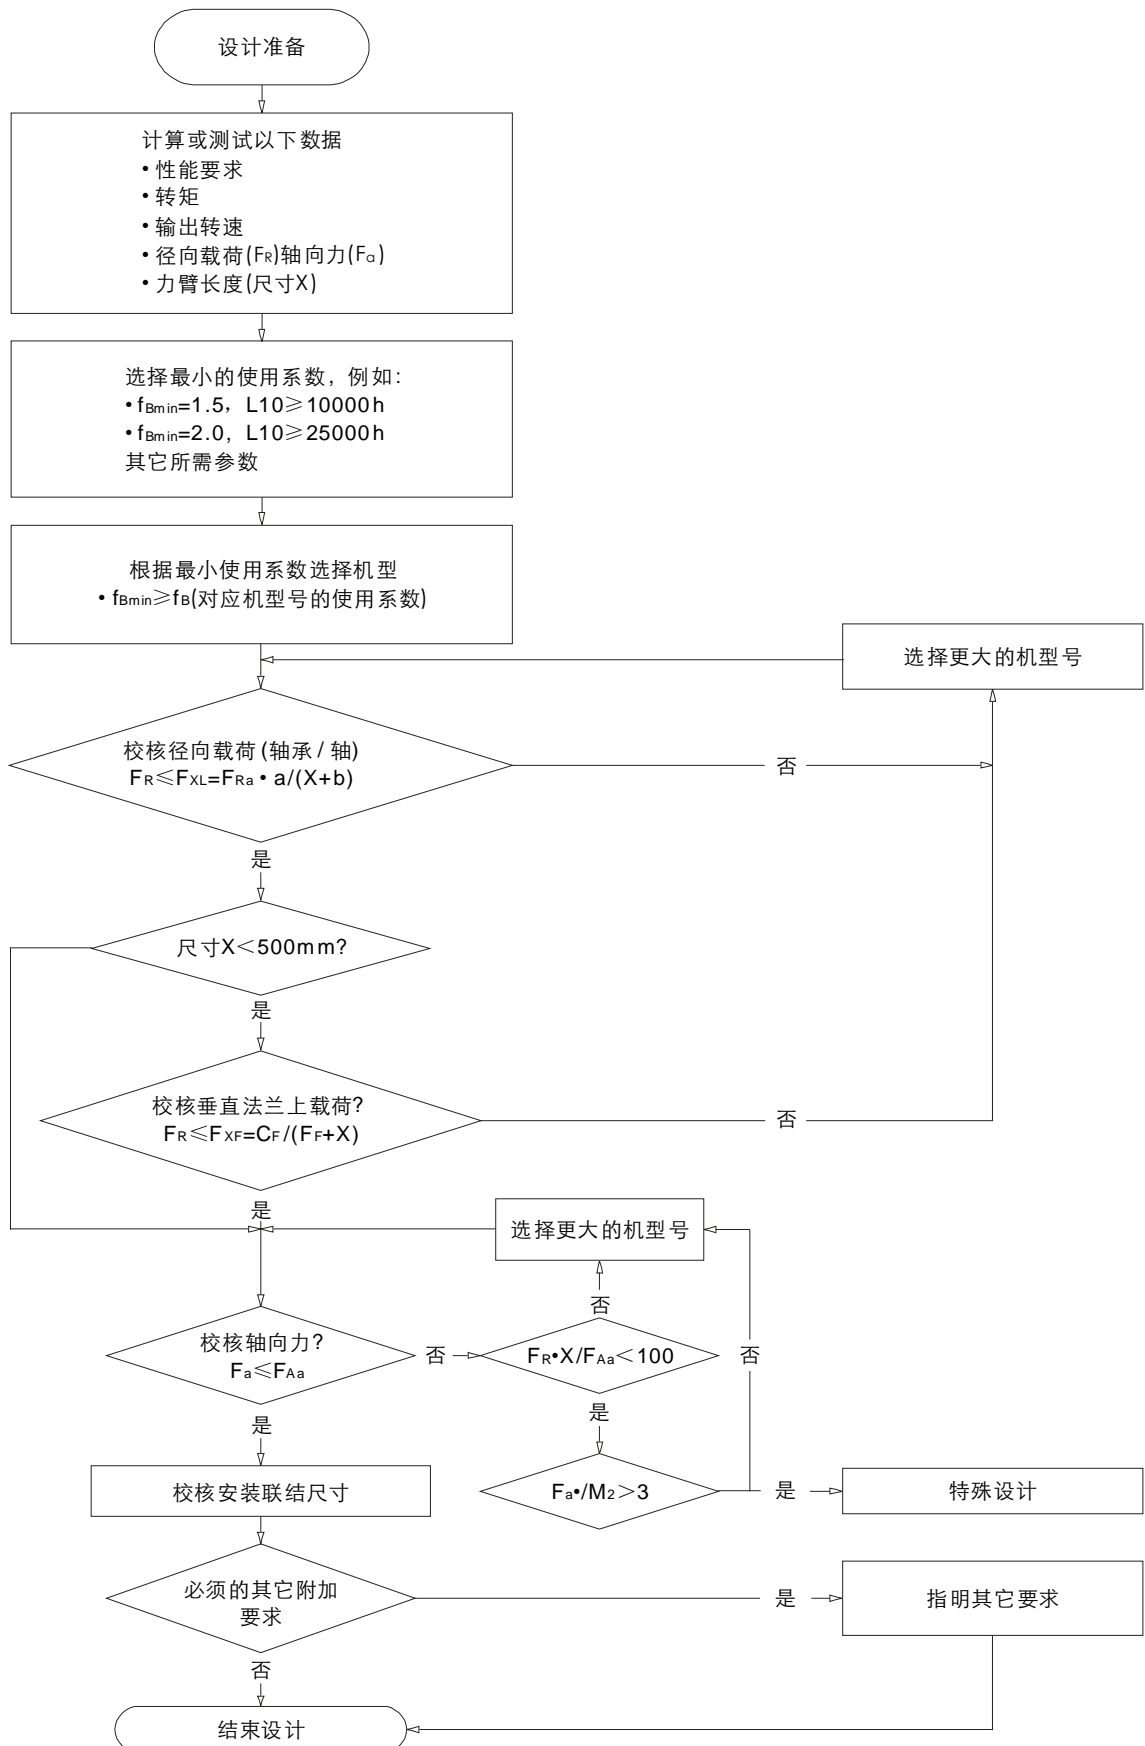 设计准备
计算或测试以下数据
• 性能要求
• 转矩
• 输出转速
• 径向载荷(FR)轴向力(Fa)
• 力臂长度(尺寸X)
选择最小的使用系数，例如：
• fBmin=1.5，L10≥10000h
• fBmin=2.0，L10≥25000h
其它所需参数
根据最小使用系数选择机型
• fBmin≥fB(对应机型号的使用系数)
选择更大的机型号
校核径向载荷(轴承/轴)
FR≤FXL=FRa•a/(X+b)
否
是
尺寸X＜500mm?
是
校核垂直法兰上载荷?
FR≤FXF=CF/(FF+X)
否
是
选择更大的机型号
否
校核轴向力?
Fa≤FAa
否
FR•X/FAa＜100
否
是
是
校核安装联结尺寸
Fa•/M2＞3
是
特殊设计
必须的其它附加
要求
是
指明其它要求
否
结束设计